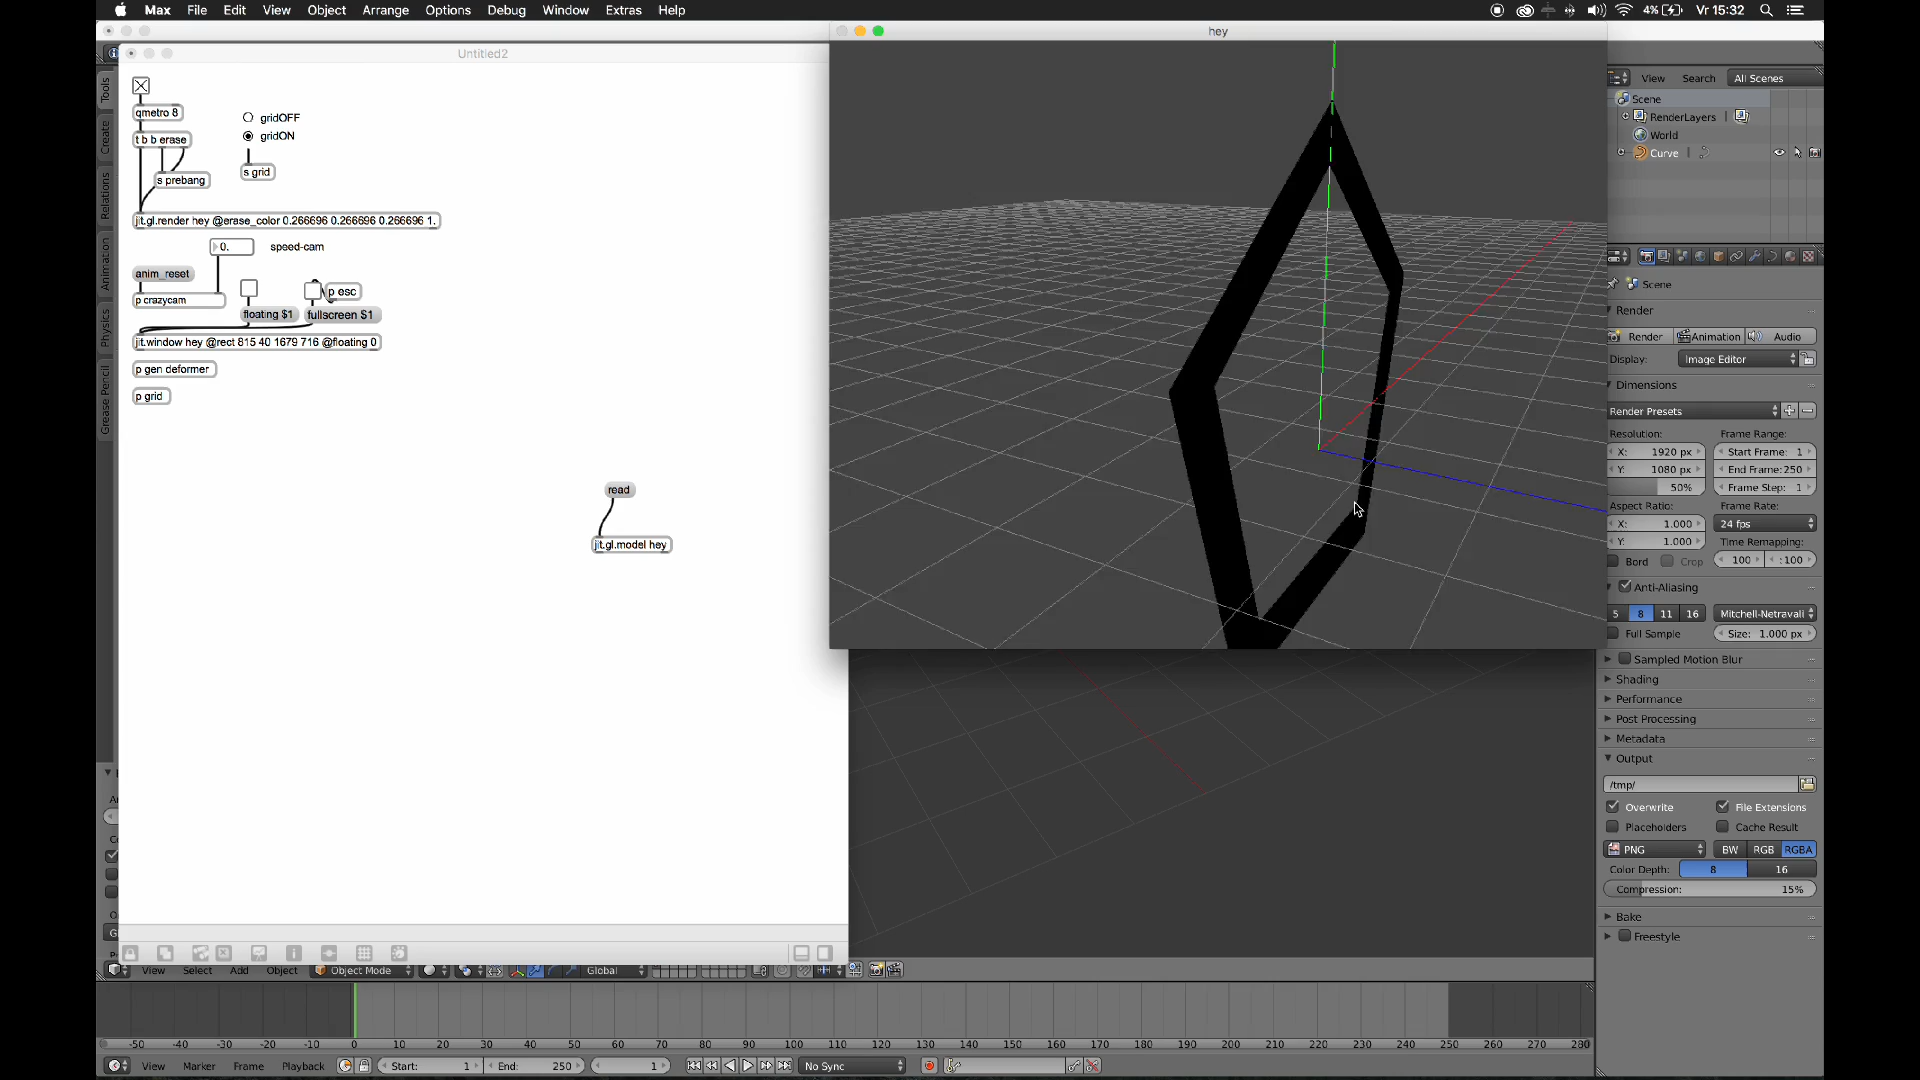 Max File Edit View Object Arrange Options Debug Window Extras Help 4% Vr 15:32
Untitled2
hey
qmetro 8
t b b erase
s prebang
gridOFF
gridON
s grid
jit.gl.render hey @erase_color 0.266696 0.266696 0.266696 1.
0. speed-cam
anim_reset
p crazycam
p esc
floating $1 fullscreen $1
jit.window hey @rect 815 40 1679 716 @floating 0
p gen deformer
p grid
read
jit.gl.model hey
Tools
Create
Relations
Animation
Physics
Grease Pencil
View Search All Scenes
Scene
RenderLayers
World
Curve
Scene
Render
Render Animation Audio
Display: Image Editor
Dimensions
Render Presets
Resolution: Frame Range:
X: 1920 px Start Frame: 1
Y: 1080 px End Frame: 250
50% Frame Step: 1
Aspect Ratio: Frame Rate:
X: 1.000 24 fps
Y: 1.000 Time Remapping:
Bord Crop 100 :100
Anti-Aliasing
5 8 11 16 Mitchell-Netravali
Full Sample Size: 1.000 px
Sampled Motion Blur
Shading
Performance
Post Processing
Metadata
Output
/tmp/
Overwrite File Extensions
Placeholders Cache Result
PNG BW RGB RGBA
Color Depth: 8 16
Compression: 15%
Bake
Freestyle
View Select Add Object Object Mode Global
-50 -40 -30 -20 -10 0 10 20 30 40 50 60 70 80 90 100 110 120 130 140 150 160 170 180 190 200 210 220 230 240 250 260 270 280
View Marker Frame Playback Start: 1 End: 250 1 No Sync